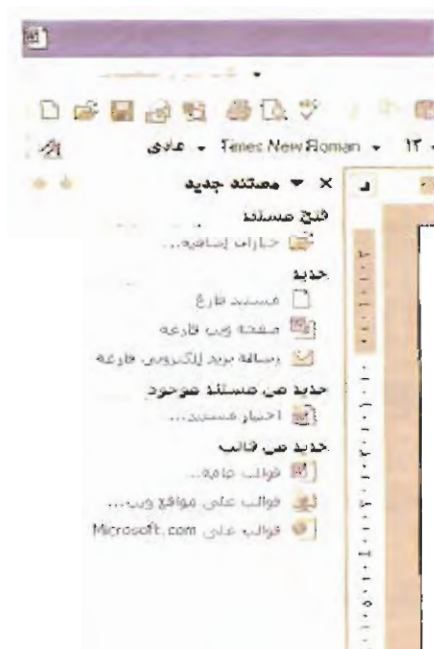 عادي Times New Roman ١٢
مستند جديد
فتح مستند
خيارات إضافية...
جديد
مستند فارغ
صفحة ويب فارغة
رسالة بريد إلكتروني فارغة
جديد من مستند موجود
اختيار مستند...
جديد من قالب
قوالب عامة...
قوالب على مواقع ويب...
قوالب على Microsoft.com